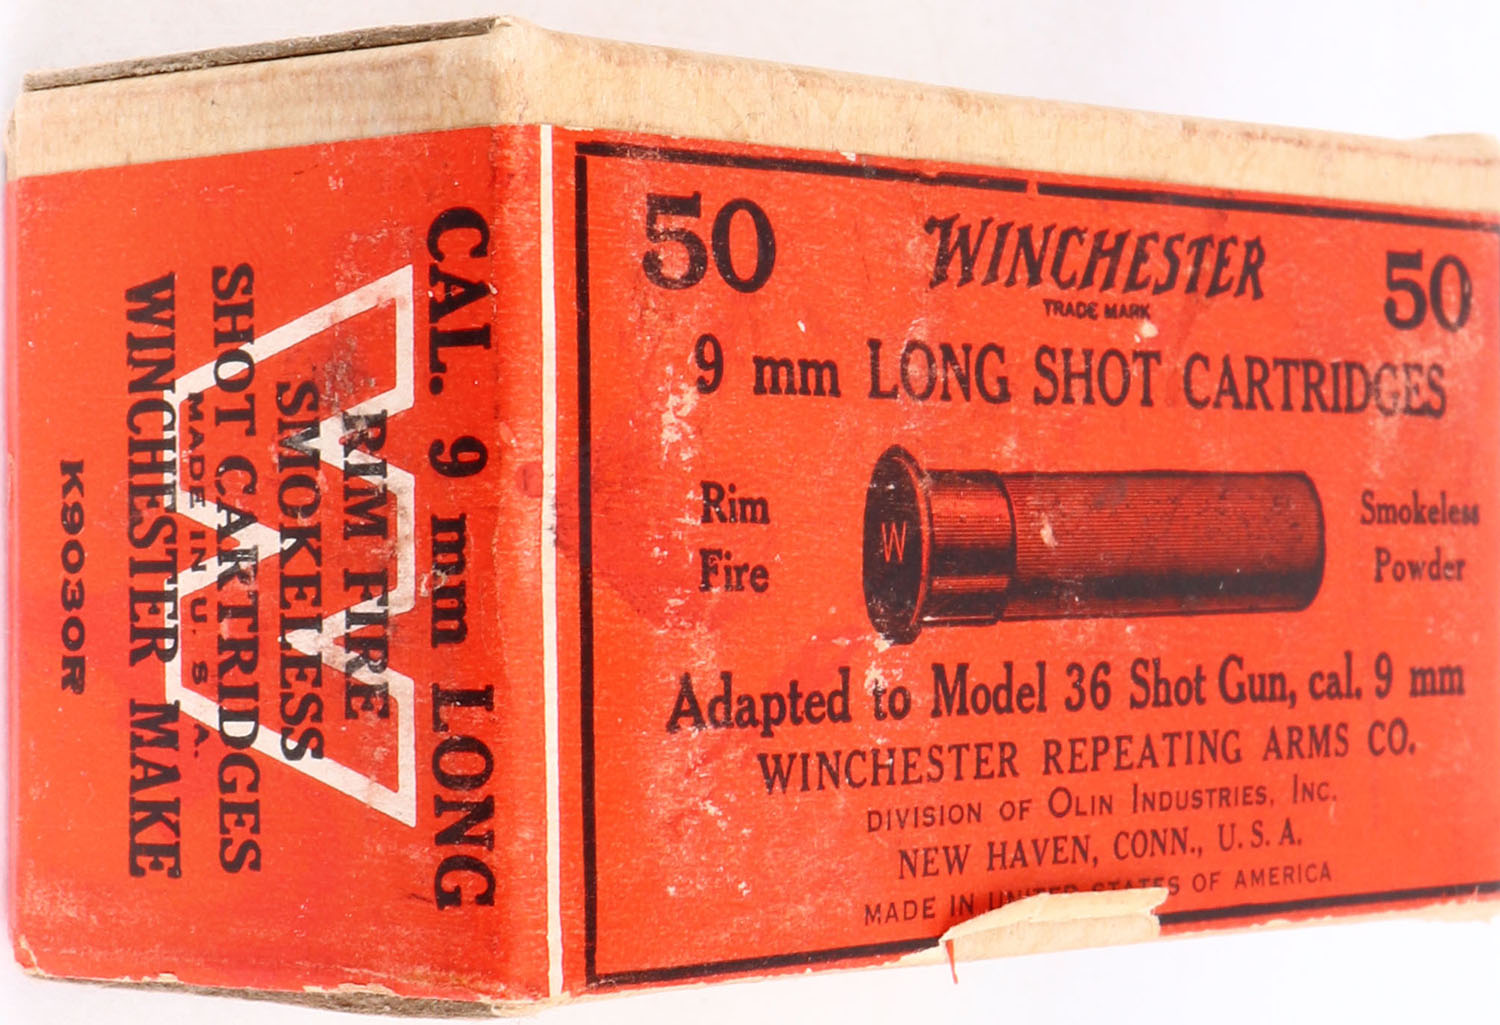 CAL. 9 mm LONG
RIM FIRE
SMOKELESS
SHOT CARTRIDGES
MADE IN U. S. A.
WINCHESTER MAKE
K9030R
50 WINCHESTER 50
TRADE MARK
9 mm LONG SHOT CARTRIDGES
Rim
Fire
W
Smokeless
Powder
Adapted to Model 36 Shot Gun, cal. 9 mm
WINCHESTER REPEATING ARMS CO.
DIVISION OF OLIN INDUSTRIES, INC.
NEW HAVEN, CONN., U. S. A.
MADE IN UNITED STATES OF AMERICA